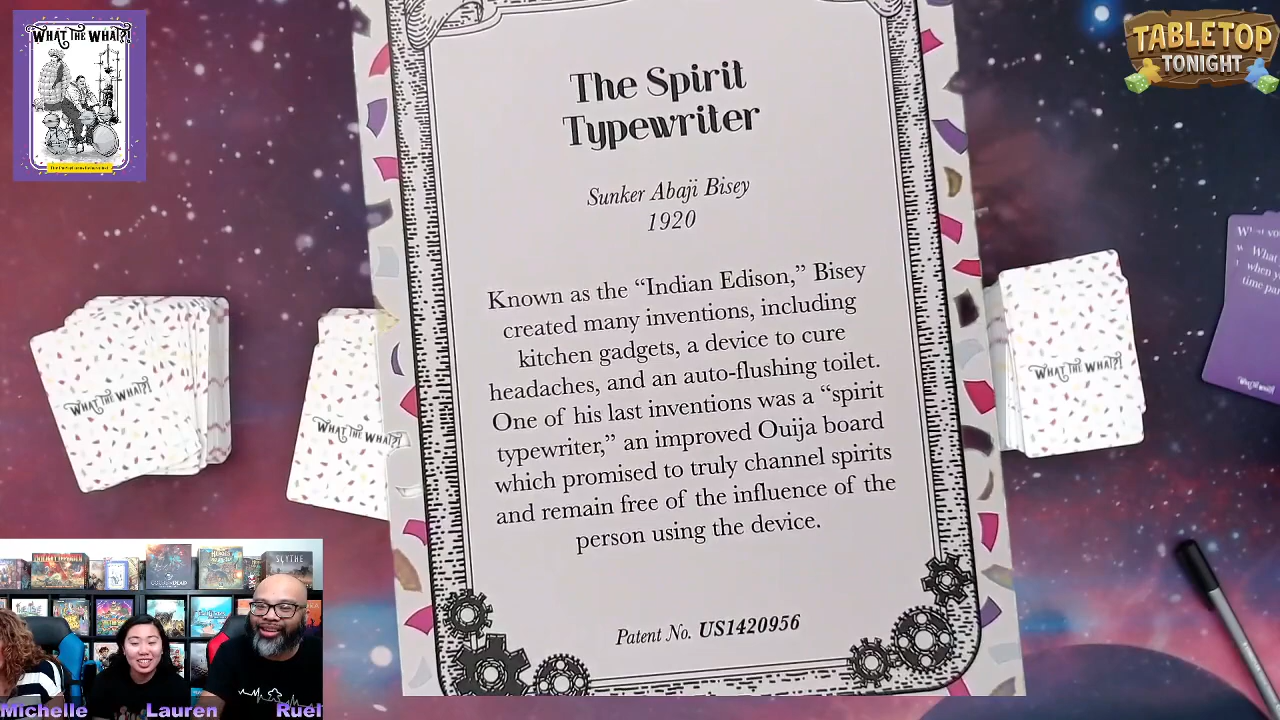 WHAT THE WHAT?!
TABLETOP
TONIGHT
The Spirit
Typewriter
Sunker Abaji Bisey
1920
Known as the “Indian Edison,” Bisey
created many inventions, including
kitchen gadgets, a device to cure
headaches, and an auto-flushing toilet.
One of his last inventions was a “spirit
typewriter,” an improved Ouija board
which promised to truly channel spirits
and remain free of the influence of the
person using the device.
Patent No. US1420956
WHAT THE WHAT?!
WHAT THE WHAT?!
WHAT THE WHAT?!
What
when
time
SCYTHE
Michelle
Lauren
Ruel